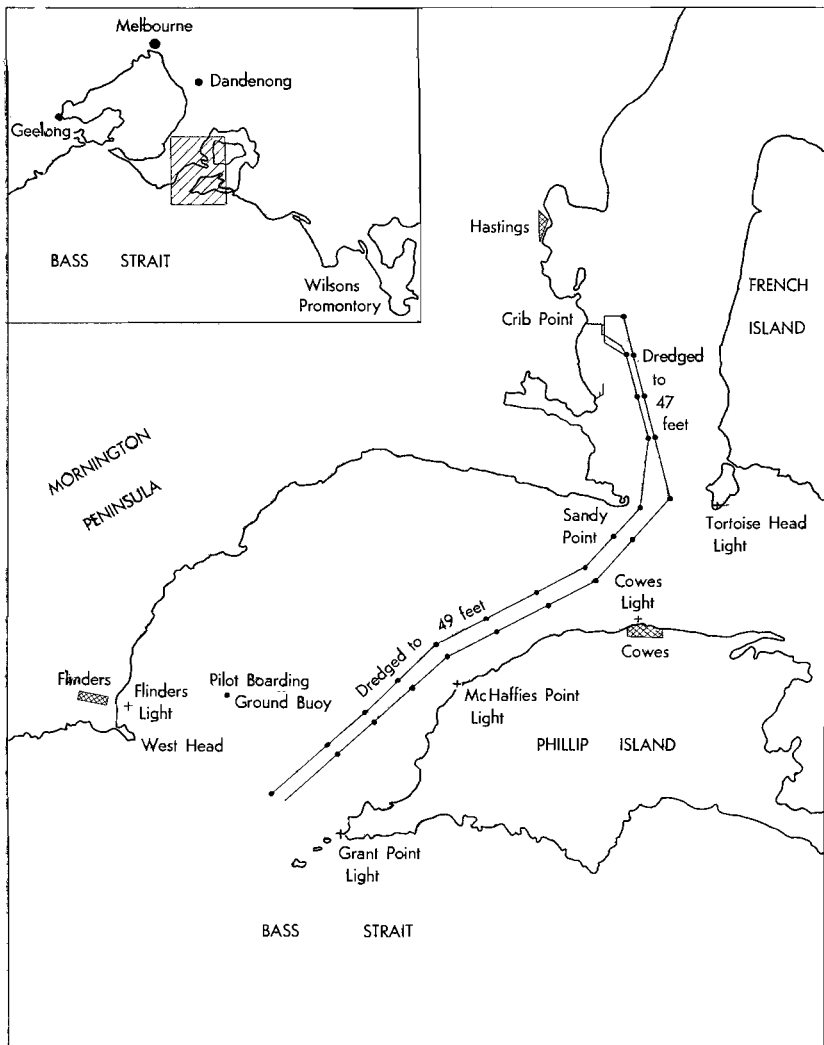 Melbourne
Dandenong
Geelong
BASS STRAIT
Wilsons
Promontory
Hastings
FRENCH
ISLAND
Crib Point
Dredged
to
47
feet
MORNINGTON
PENINSULA
Sandy
Point
Tortoise Head
Light
Cowes
Light
Dredged to 49 feet
Cowes
Flinders
Flinders
Light
Pilot Boarding
Ground Buoy
McHaffies Point
Light
West Head
PHILLIP ISLAND
Grant Point
Light
BASS STRAIT